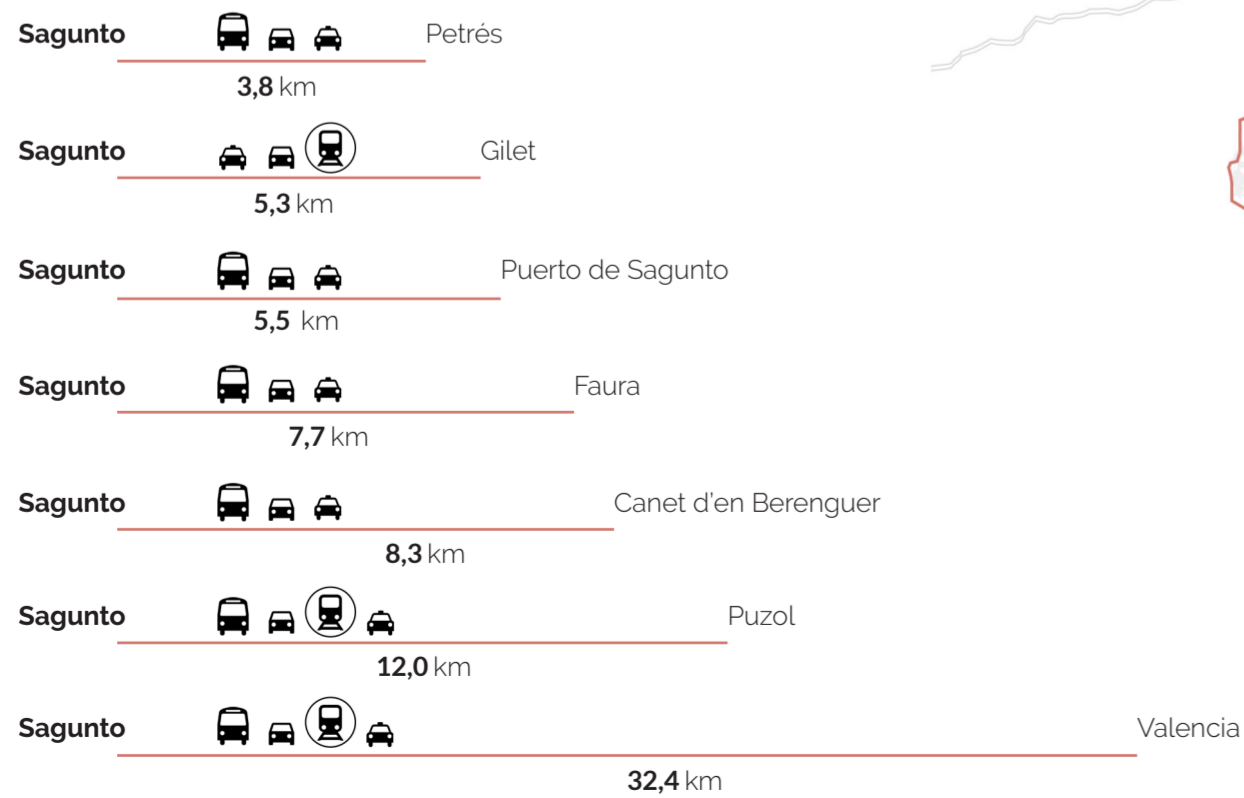 Sagunto Petrés
3,8 km
Sagunto Gilet
5,3 km
Sagunto Puerto de Sagunto
5,5 km
Sagunto Faura
7,7 km
Sagunto Canet d'en Berenguer
8,3 km
Sagunto Puzol
12,0 km
Sagunto Valencia
32,4 km